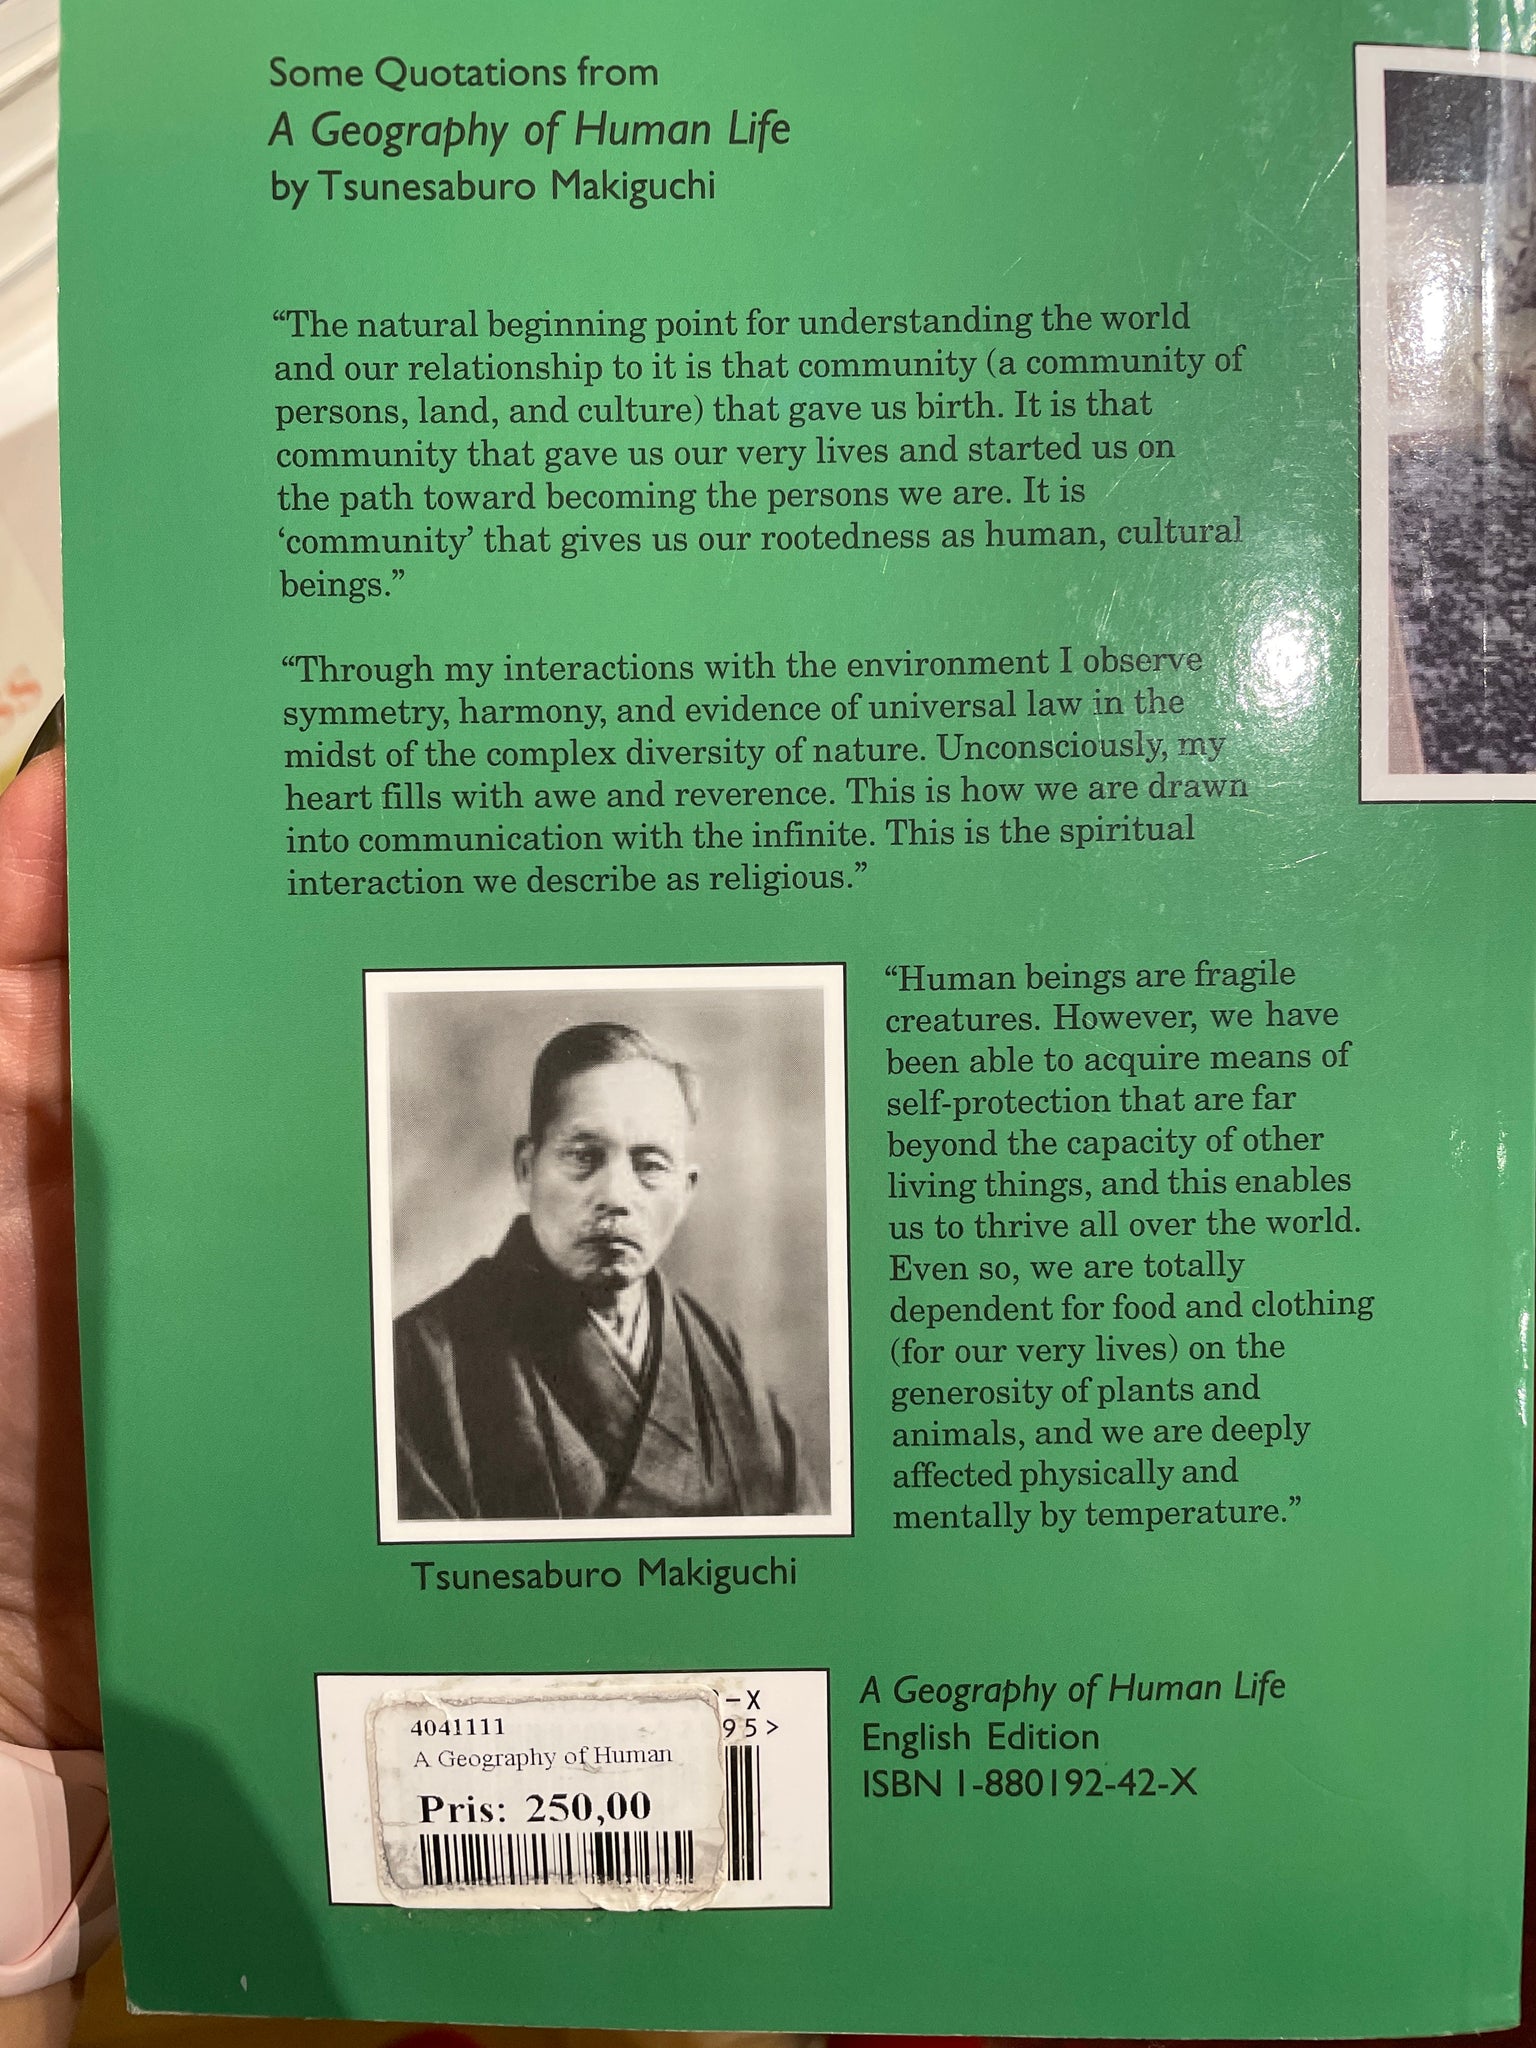 Some Quotations from
A Geography of Human Life
by Tsunesaburo Makiguchi
“The natural beginning point for understanding the world
and our relationship to it is that community (a community of
persons, land, and culture) that gave us birth. It is that
community that gave us our very lives and started us on
the path toward becoming the persons we are. It is
‘community’ that gives us our rootedness as human, cultural
beings.”
“Through my interactions with the environment I observe
symmetry, harmony, and evidence of universal law in the
midst of the complex diversity of nature. Unconsciously, my
heart fills with awe and reverence. This is how we are drawn
into communication with the infinite. This is the spiritual
interaction we describe as religious.”
“Human beings are fragile
creatures. However, we have
been able to acquire means of
self-protection that are far
beyond the capacity of other
living things, and this enables
us to thrive all over the world.
Even so, we are totally
dependent for food and clothing
(for our very lives) on the
generosity of plants and
animals, and we are deeply
affected physically and
mentally by temperature.”
Tsunesaburo Makiguchi
-X
95>
4041111
A Geography of Human
Pris: 250,00
A Geography of Human Life
English Edition
ISBN 1-880192-42-X